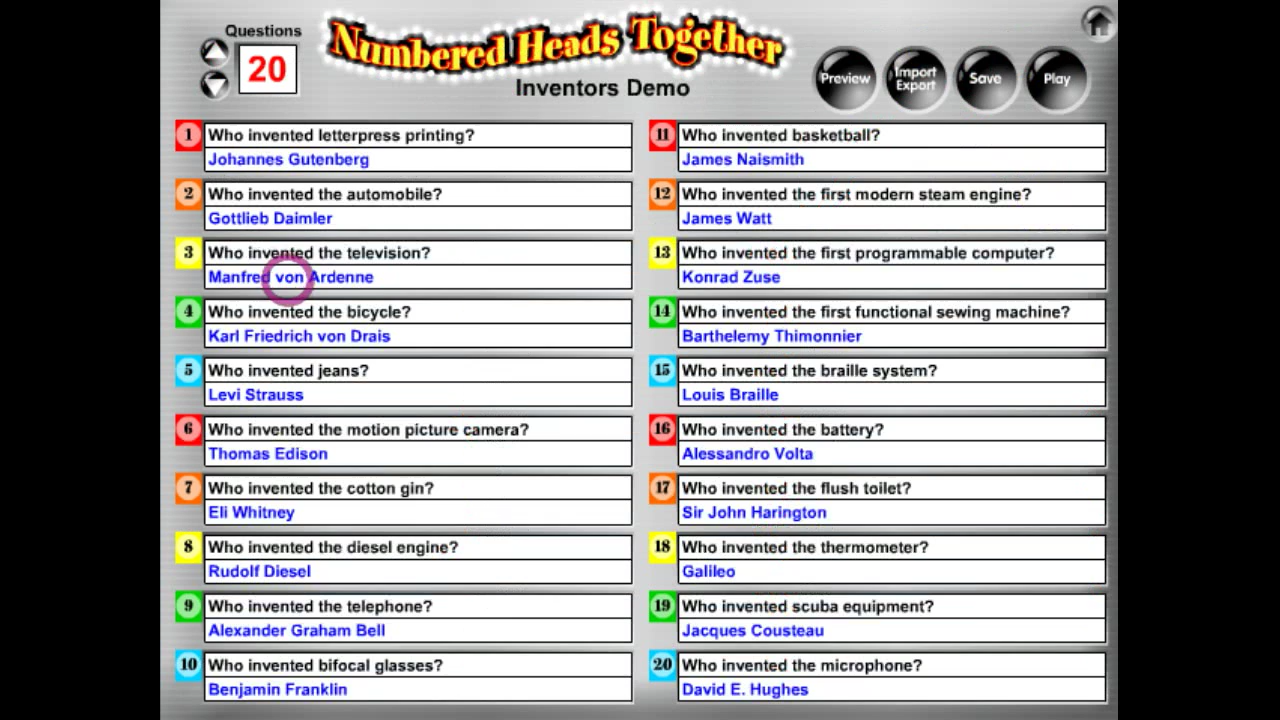 Questions
20
Numbered Heads Together
Inventors Demo
Preview
Import
Export
Save
Play
1
Who invented letterpress printing?
Johannes Gutenberg
2
Who invented the automobile?
Gottlieb Daimler
3
Who invented the television?
Manfred von Ardenne
4
Who invented the bicycle?
Karl Friedrich von Drais
5
Who invented jeans?
Levi Strauss
6
Who invented the motion picture camera?
Thomas Edison
7
Who invented the cotton gin?
Eli Whitney
8
Who invented the diesel engine?
Rudolf Diesel
9
Who invented the telephone?
Alexander Graham Bell
10
Who invented bifocal glasses?
Benjamin Franklin
11
Who invented basketball?
James Naismith
12
Who invented the first modern steam engine?
James Watt
13
Who invented the first programmable computer?
Konrad Zuse
14
Who invented the first functional sewing machine?
Barthelemy Thimonnier
15
Who invented the braille system?
Louis Braille
16
Who invented the battery?
Alessandro Volta
17
Who invented the flush toilet?
Sir John Harington
18
Who invented the thermometer?
Galileo
19
Who invented scuba equipment?
Jacques Cousteau
20
Who invented the microphone?
David E. Hughes